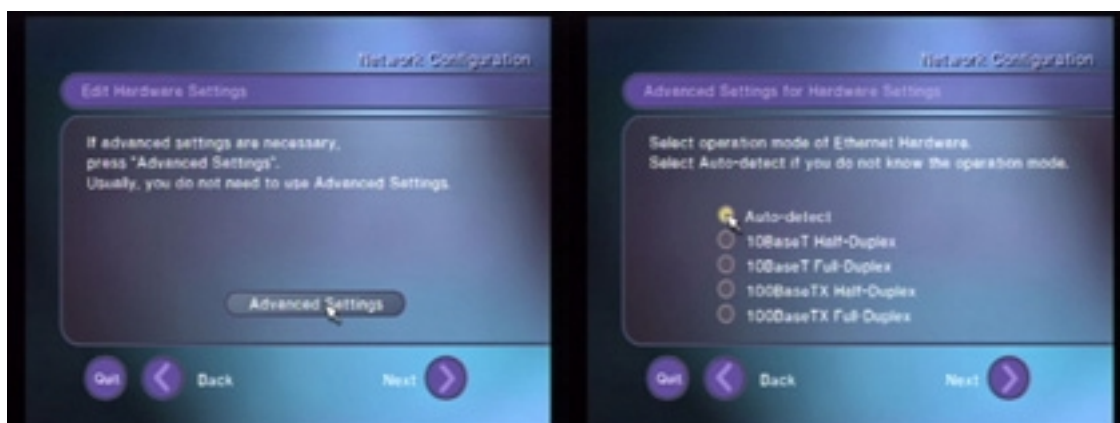 Network Configuration
Edit Hardware Settings
If advanced settings are necessary,
press "Advanced Settings".
Usually, you do not need to use Advanced Settings.
Advanced Settings
Quit
Back
Next
Network Configuration
Advanced Settings for Hardware Settings
Select operation mode of Ethernet Hardware.
Select Auto-detect if you do not know the operation mode.
Auto-detect
10BaseT Half-Duplex
10BaseT Full-Duplex
100BaseTX Half-Duplex
100BaseTX Full-Duplex
Quit
Back
Next